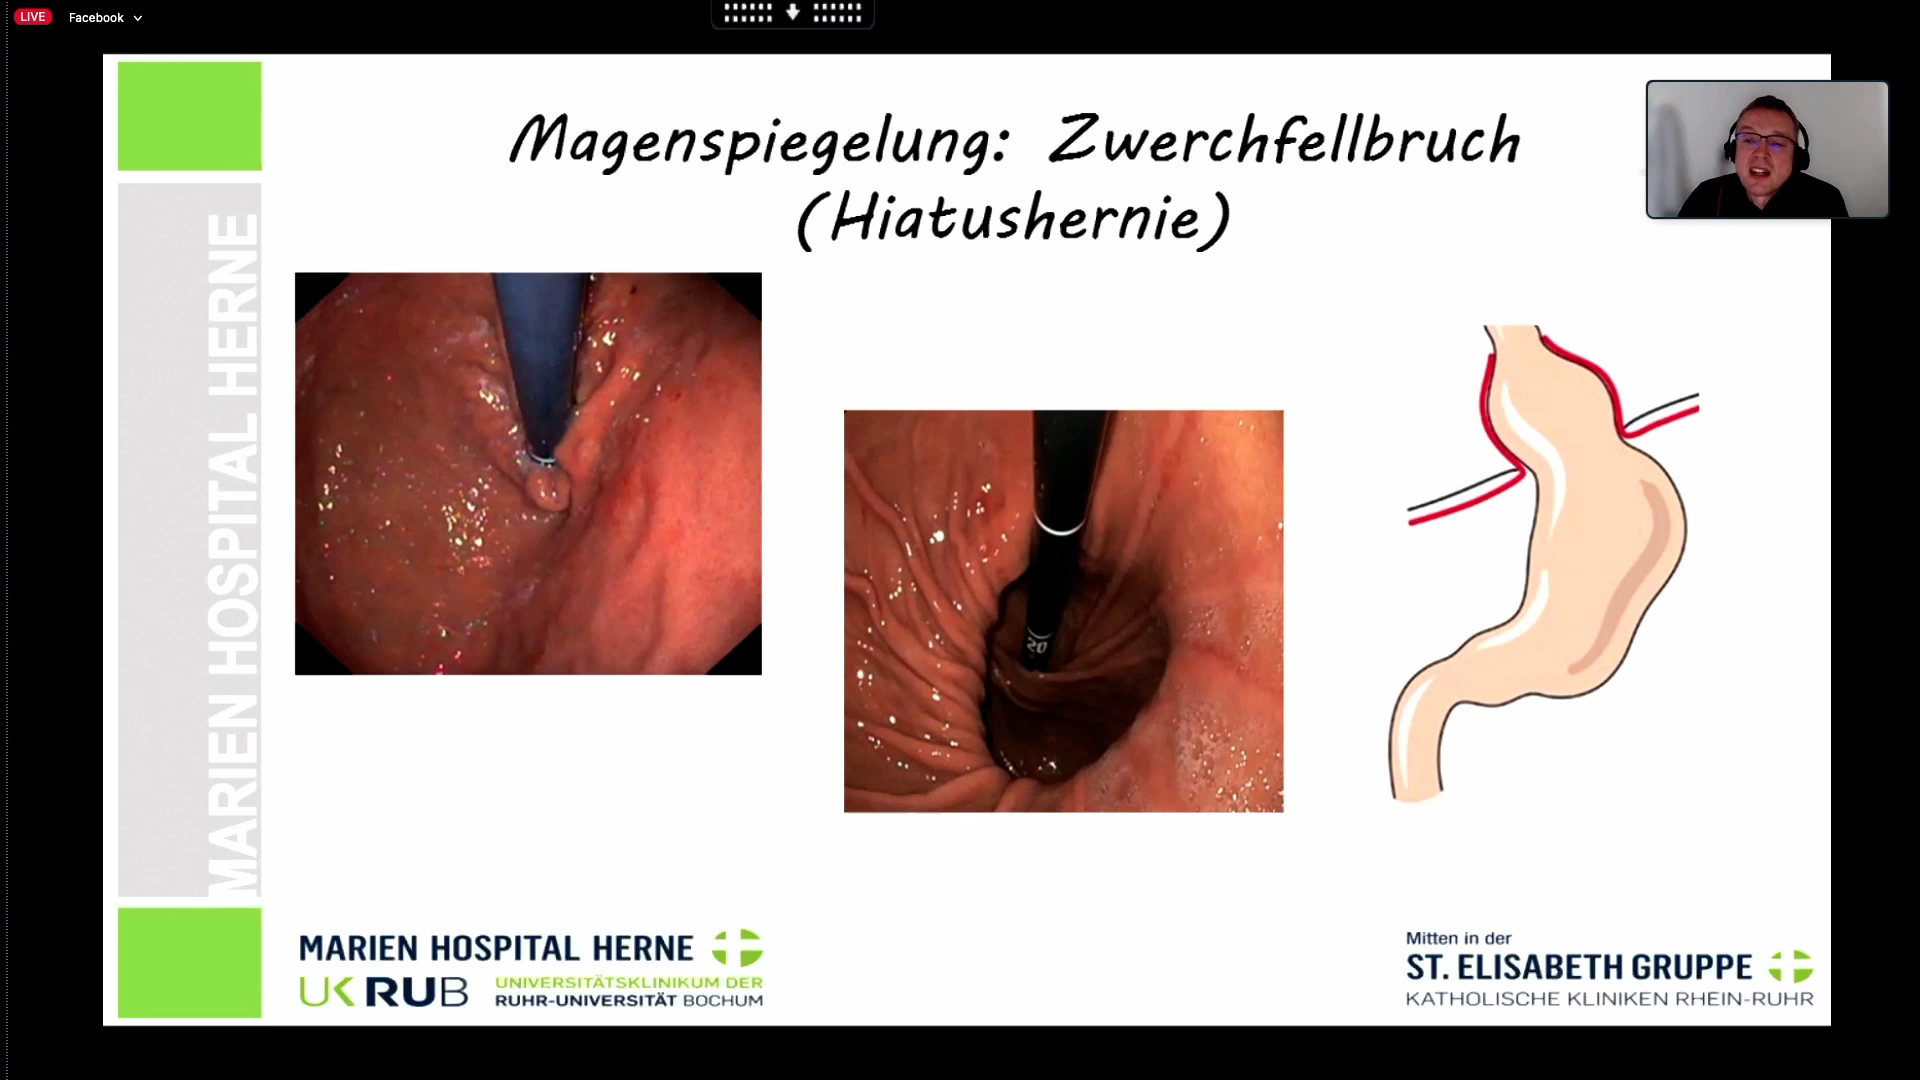 LIVE Facebook
Magenspiegelung: Zwerchfellbruch
(Hiatushernie)
MARIEN HOSPITAL HERNE
20
MARIEN HOSPITAL HERNE
UK RUB UNIVERSITÄTSKLINIKUM DER
RUHR-UNIVERSITÄT BOCHUM
Mitten in der
ST. ELISABETH GRUPPE
KATHOLISCHE KLINIKEN RHEIN-RUHR